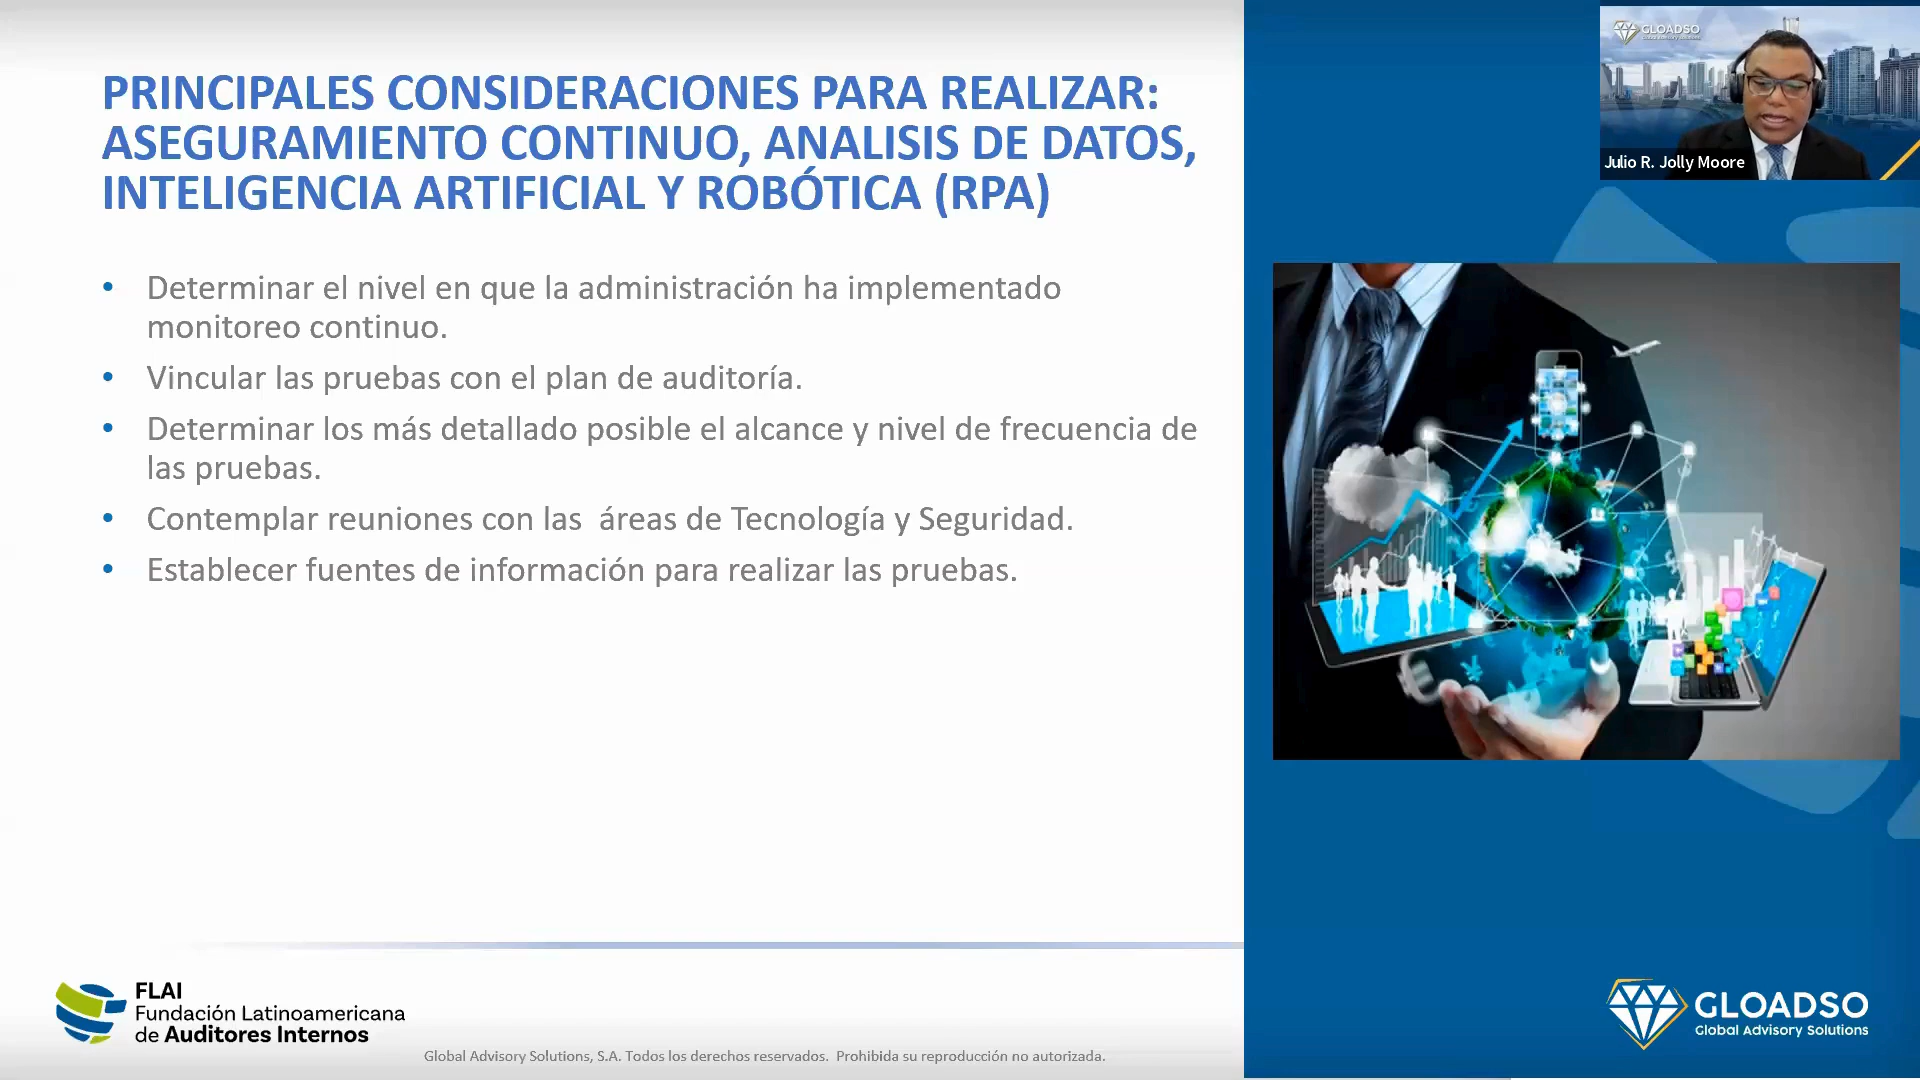 PRINCIPALES CONSIDERACIONES PARA REALIZAR:
ASEGURAMIENTO CONTINUO, ANALISIS DE DATOS,
INTELIGENCIA ARTIFICIAL Y ROBÓTICA (RPA)
• Determinar el nivel en que la administración ha implementado
monitoreo continuo.
• Vincular las pruebas con el plan de auditoría.
• Determinar los más detallado posible el alcance y nivel de frecuencia de
las pruebas.
• Contemplar reuniones con las  áreas de Tecnología y Seguridad.
• Establecer fuentes de información para realizar las pruebas.
GLOADSO
Julio R. Jolly Moore
FLAI
Fundación Latinoamericana
de Auditores Internos
Global Advisory Solutions, S.A. Todos los derechos reservados.  Prohibida su reproducción no autorizada.
GLOADSO
Global Advisory Solutions